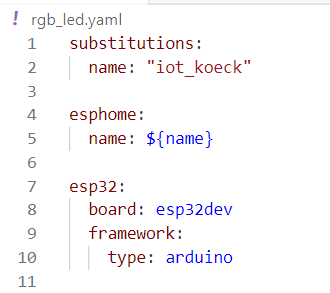 ! rgb_led.yaml
1 substitutions:
2   name: "iot_koeck"
3
4 esphome:
5   name: ${name}
6
7 esp32:
8   board: esp32dev
9   framework:
10     type: arduino
11